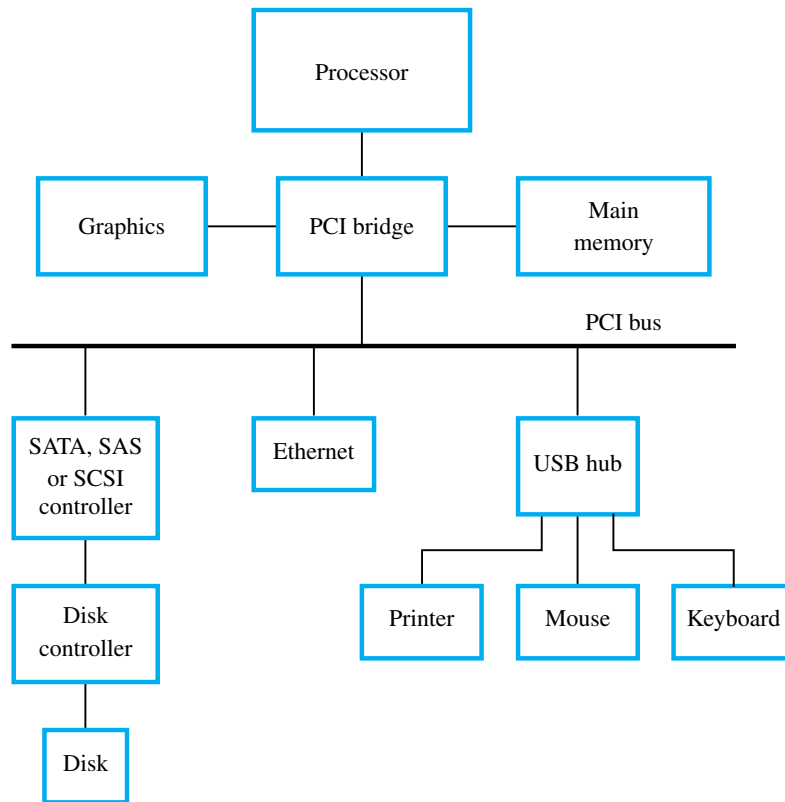 Processor
Graphics
PCI bridge
Main
memory
PCI bus
SATA, SAS
or SCSI
controller
Ethernet
USB hub
Disk
controller
Printer
Mouse
Keyboard
Disk